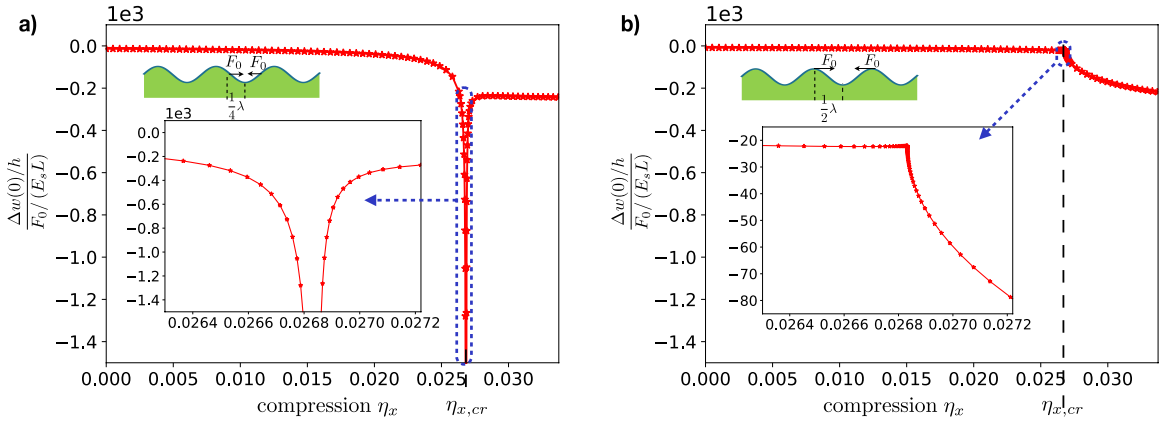 a)
1e3
0.0
−0.2
−0.4
−0.6
−0.8
−1.0
−1.2
−1.4
Δw(0)/h
F₀/(EₛL)
F₀ F₀
1/4 λ
1e3
0.0
−0.2
−0.4
−0.6
−0.8
−1.0
−1.2
−1.4
0.0264 0.0266 0.0268 0.0270 0.0272
0.000 0.005 0.010 0.015 0.020 0.025 0.030
compression ηₓ
η_{x,cr}
b)
1e3
0.0
−0.2
−0.4
−0.6
−0.8
−1.0
−1.2
−1.4
Δw(0)/h
F₀/(EₛL)
F₀ F₀
1/2 λ
−20
−30
−40
−50
−60
−70
−80
0.0264 0.0266 0.0268 0.0270 0.0272
0.000 0.005 0.010 0.015 0.020 0.025 0.030
compression ηₓ
η_{x,cr}